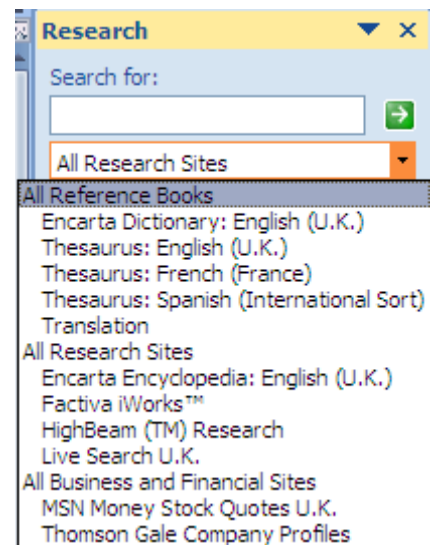 Research
Search for:
All Research Sites
All Reference Books
Encarta Dictionary: English (U.K.)
Thesaurus: English (U.K.)
Thesaurus: French (France)
Thesaurus: Spanish (International Sort)
Translation
All Research Sites
Encarta Encyclopedia: English (U.K.)
Factiva iWorks™
HighBeam (TM) Research
Live Search U.K.
All Business and Financial Sites
MSN Money Stock Quotes U.K.
Thomson Gale Company Profiles